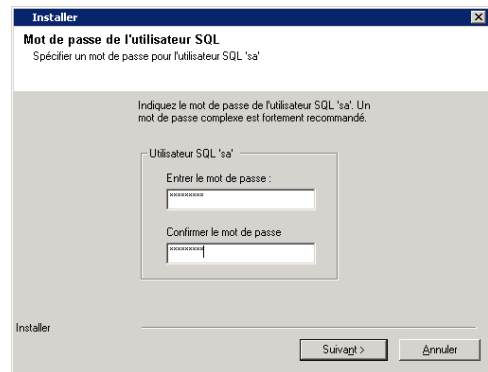 Installer
Mot de passe de l'utilisateur SQL
Spécifier un mot de passe pour l'utilisateur SQL 'sa'
Indiquez le mot de passe de l'utilisateur SQL 'sa'. Un
mot de passe complexe est fortement recommandé.
Utilisateur SQL 'sa'
Entrer le mot de passe :
×××××××××
Confirmer le mot de passe
×××××××××
Installer
Suivant >
Annuler